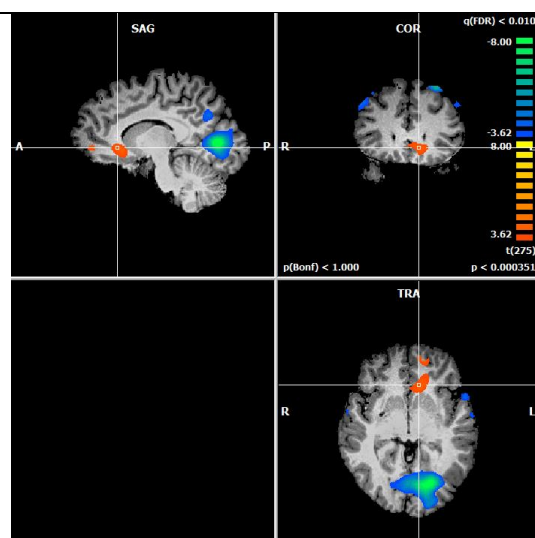 SAG
A
P
COR
q(FDR) < 0.010
-8.00
R
-3.62
8.00
3.62
t(275)
p(Bonf) < 1.000
p < 0.000351
TRA
R
L